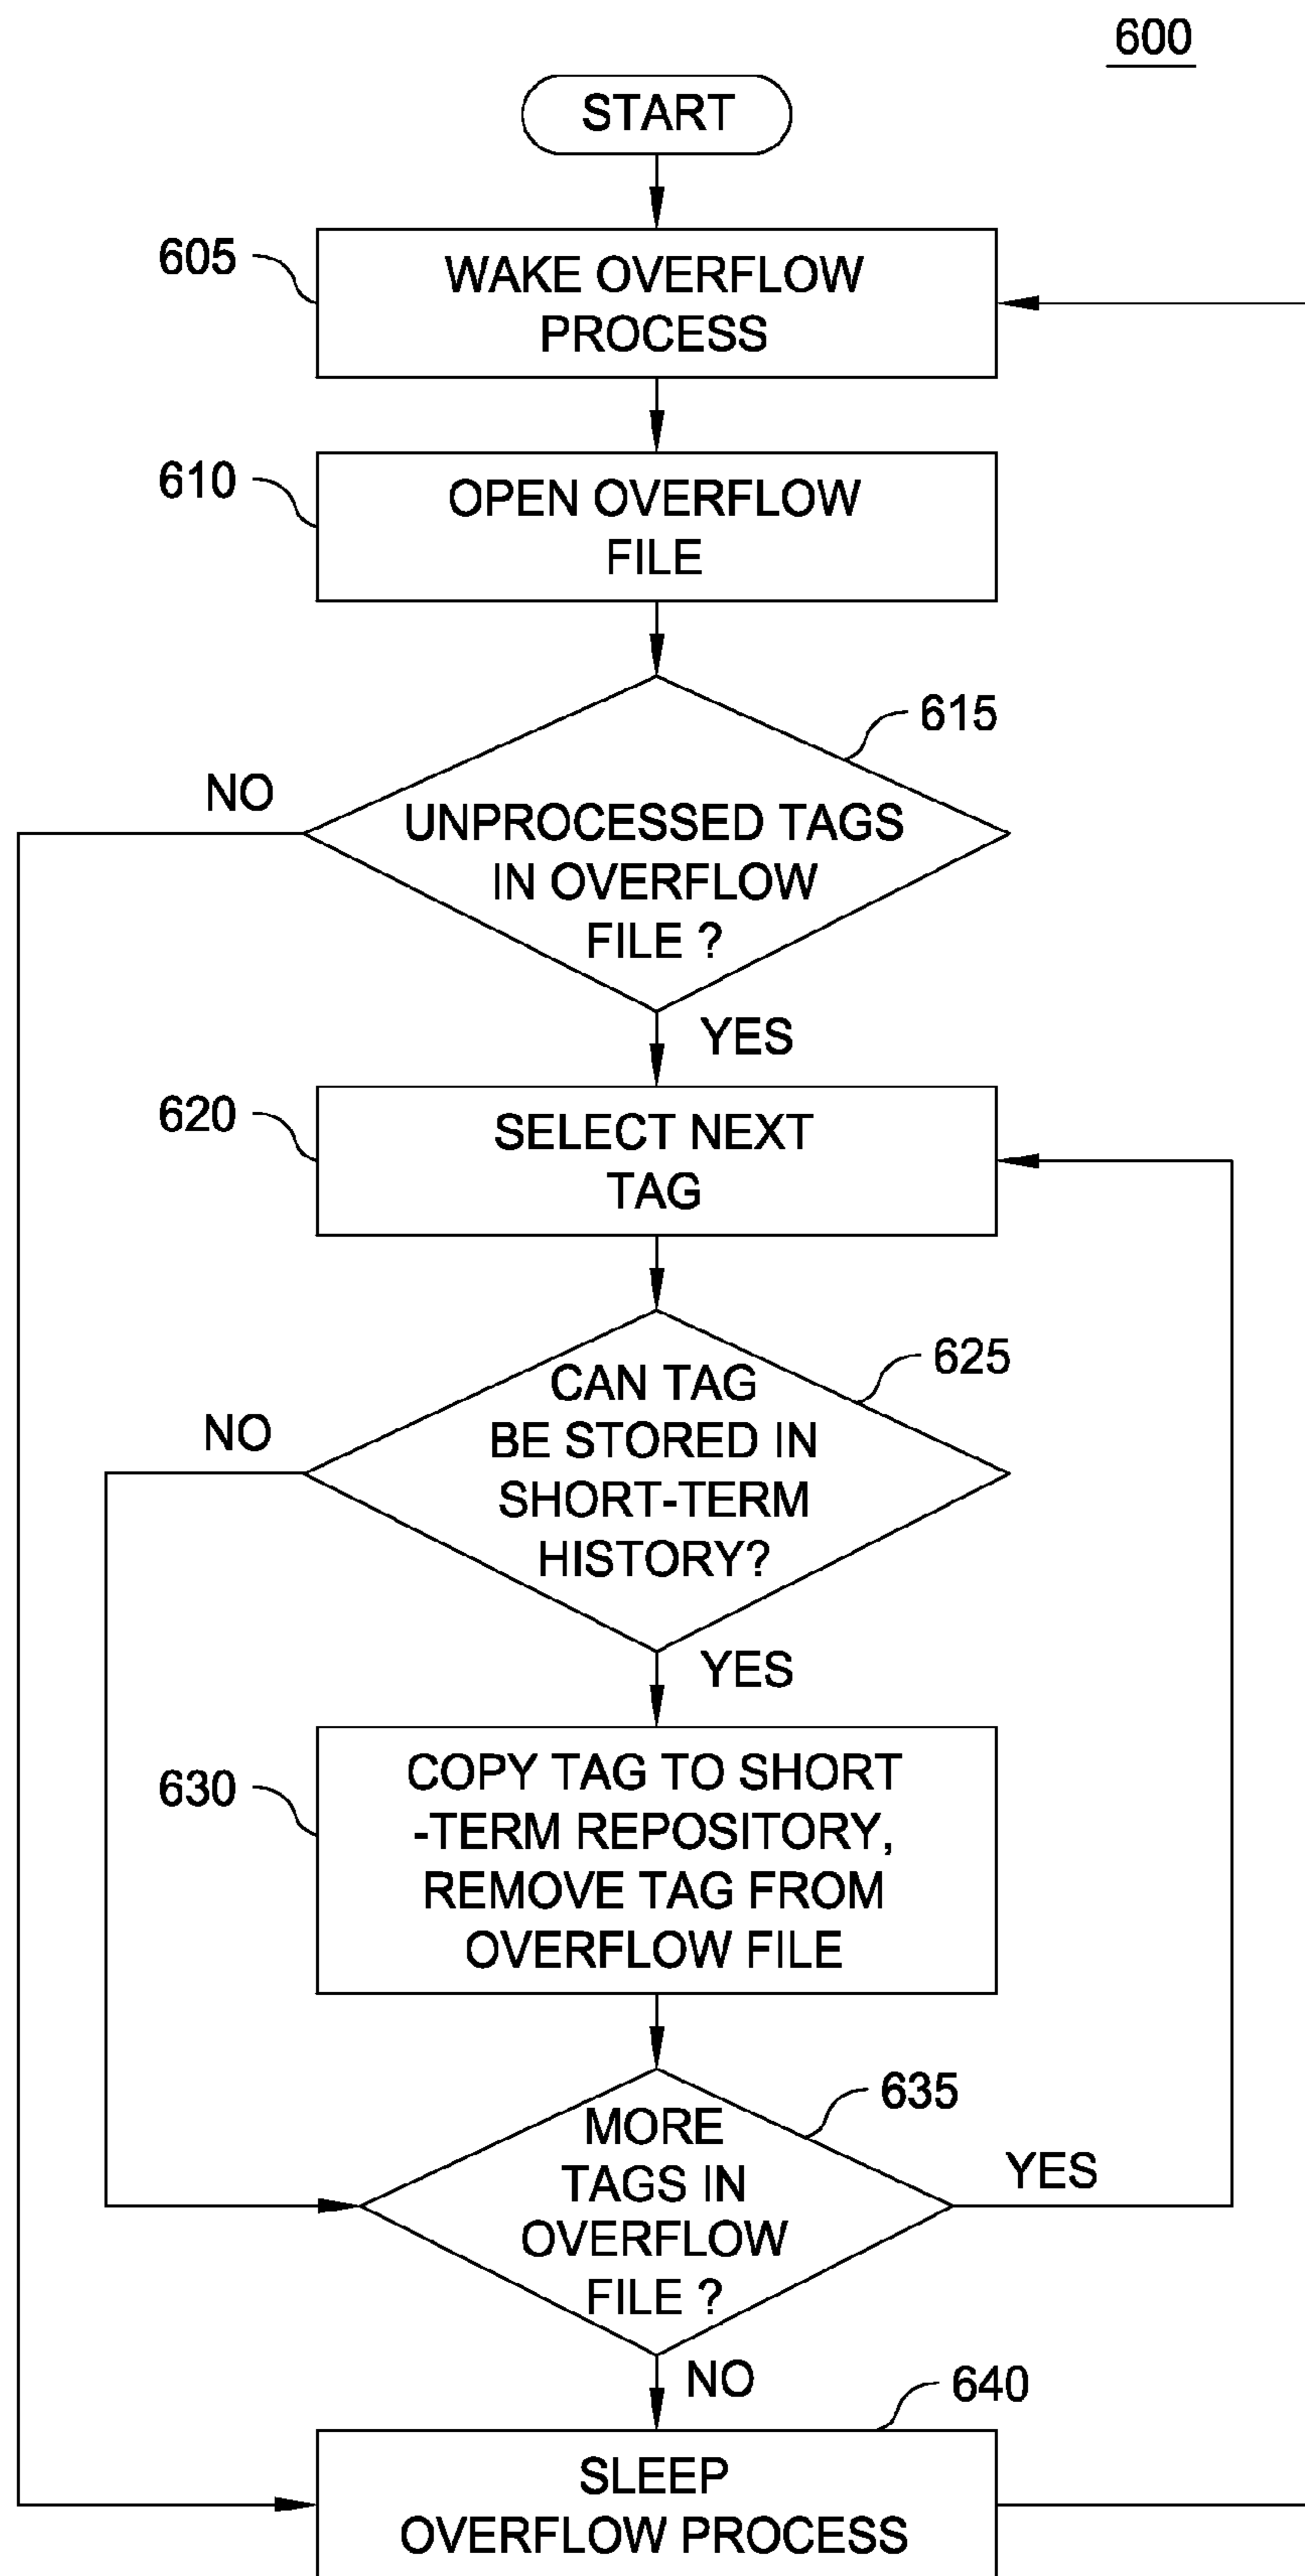 600
START
605
WAKE OVERFLOW
PROCESS
610
OPEN OVERFLOW
FILE
615
NO
UNPROCESSED TAGS
IN OVERFLOW
FILE ?
YES
620
SELECT NEXT
TAG
625
NO
CAN TAG
BE STORED IN
SHORT-TERM
HISTORY?
YES
630
COPY TAG TO SHORT
-TERM REPOSITORY,
REMOVE TAG FROM
OVERFLOW FILE
635
MORE
TAGS IN
OVERFLOW
FILE ?
YES
NO
640
SLEEP
OVERFLOW PROCESS